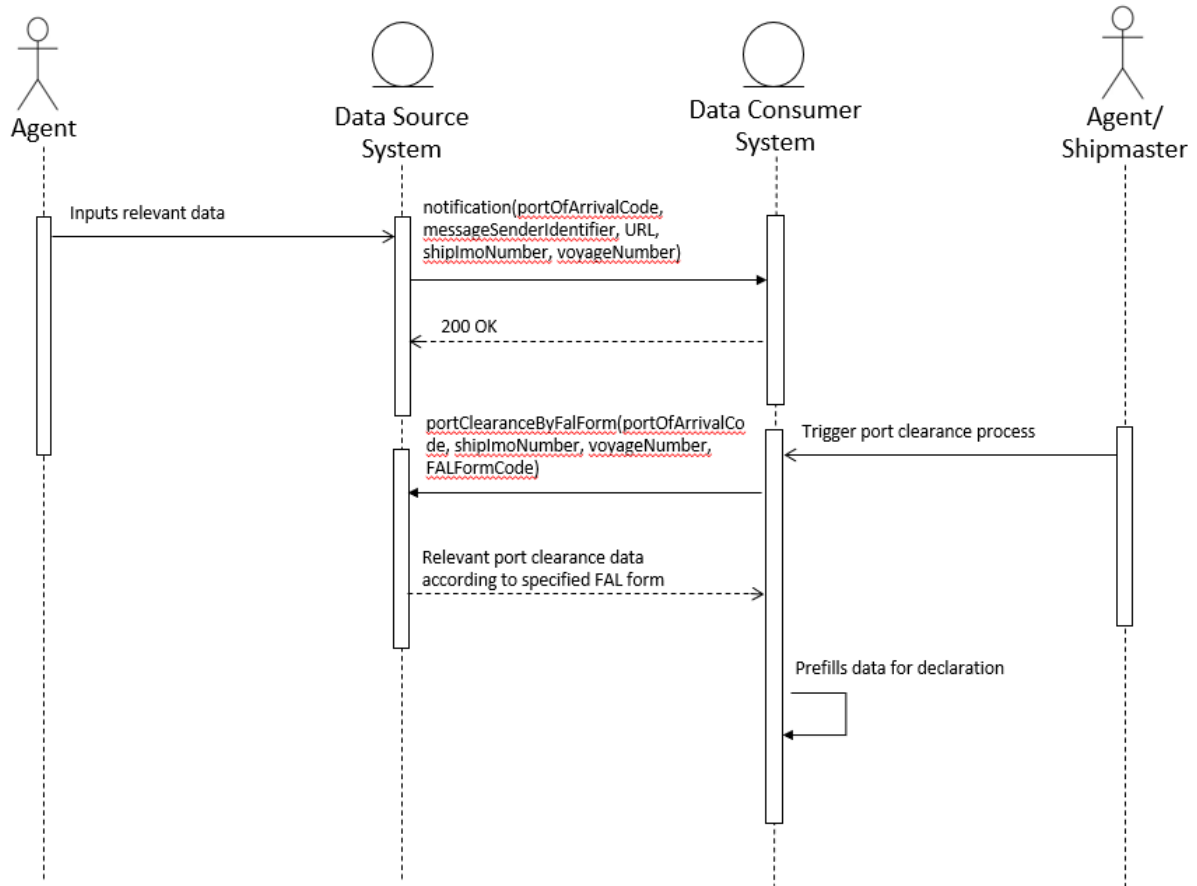 Agent
Data Source
System
Data Consumer
System
Agent/
Shipmaster
Inputs relevant data
notification(portOfArrivalCode,
messageSenderIdentifier, URL,
shipImoNumber, voyageNumber)
200 OK
portClearanceByFalForm(portOfArrivalCo
de, shipImoNumber, voyageNumber,
FALFormCode)
Trigger port clearance process
Relevant port clearance data
according to specified FAL form
Prefills data for declaration